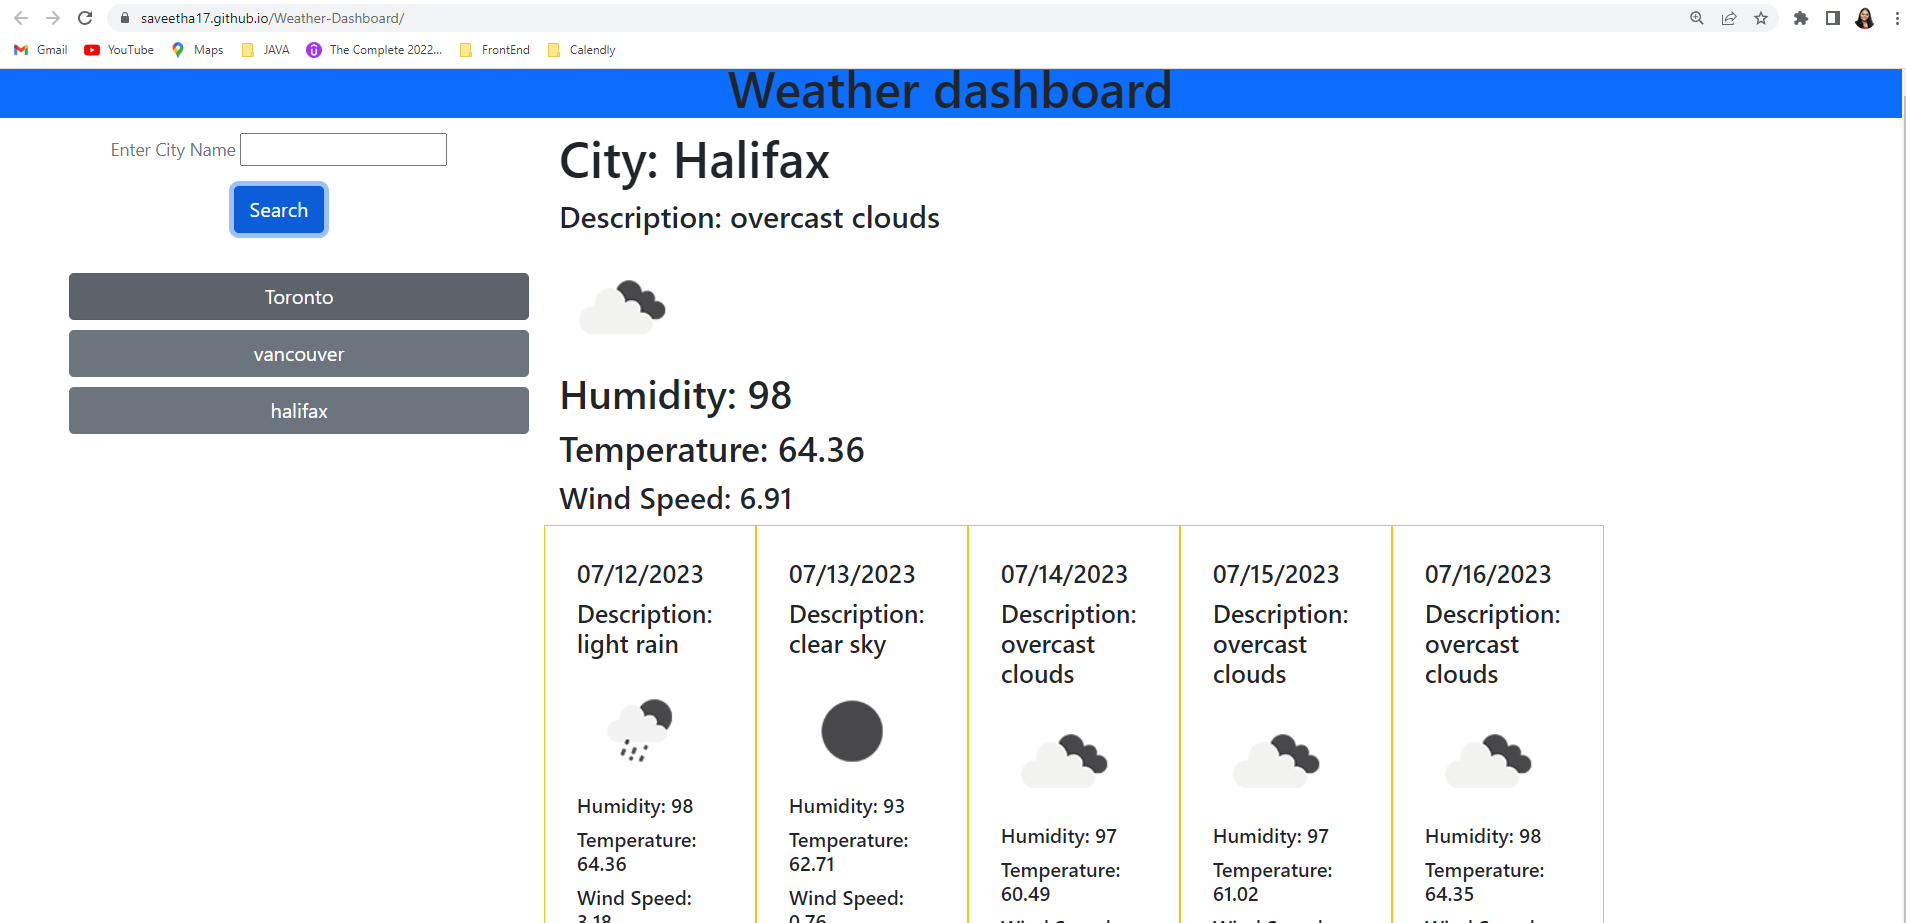 saveetha17.github.io/Weather-Dashboard/
Gmail YouTube Maps JAVA The Complete 2022... FrontEnd Calendly
Weather dashboard
Enter City Name
Search
Toronto
vancouver
halifax
City: Halifax
Description: overcast clouds
Humidity: 98
Temperature: 64.36
Wind Speed: 6.91
07/12/2023
Description:
light rain
Humidity: 98
Temperature:
64.36
Wind Speed:
3.18
07/13/2023
Description:
clear sky
Humidity: 93
Temperature:
62.71
Wind Speed:
0.76
07/14/2023
Description:
overcast
clouds
Humidity: 97
Temperature:
60.49
07/15/2023
Description:
overcast
clouds
Humidity: 97
Temperature:
61.02
07/16/2023
Description:
overcast
clouds
Humidity: 98
Temperature:
64.35